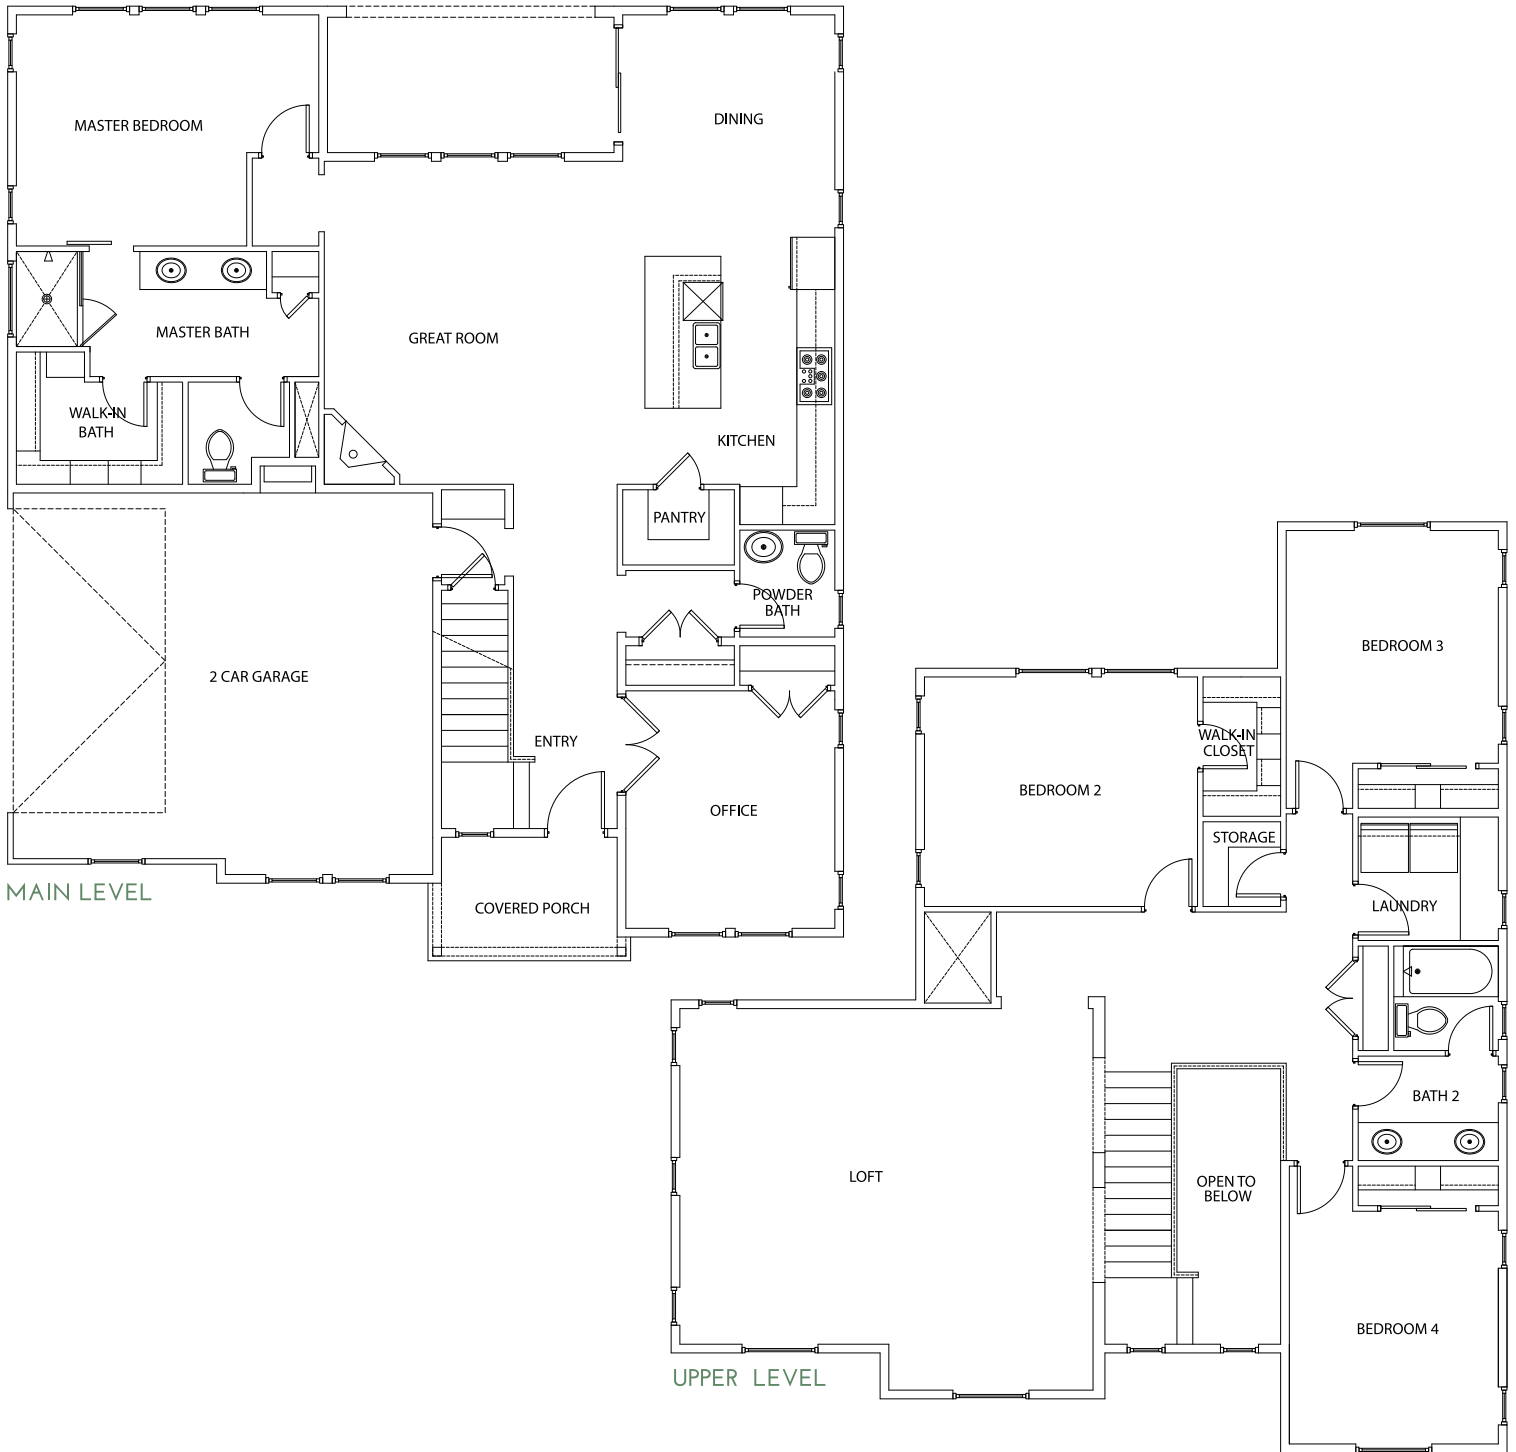 MASTER BEDROOM
DINING
MASTER BATH
GREAT ROOM
WALK-IN
BATH
KITCHEN
PANTRY
POWDER
BATH
2 CAR GARAGE
ENTRY
OFFICE
COVERED PORCH
MAIN LEVEL
BEDROOM 3
WALK-IN
CLOSET
BEDROOM 2
STORAGE
LAUNDRY
BATH 2
LOFT
OPEN TO
BELOW
BEDROOM 4
UPPER LEVEL